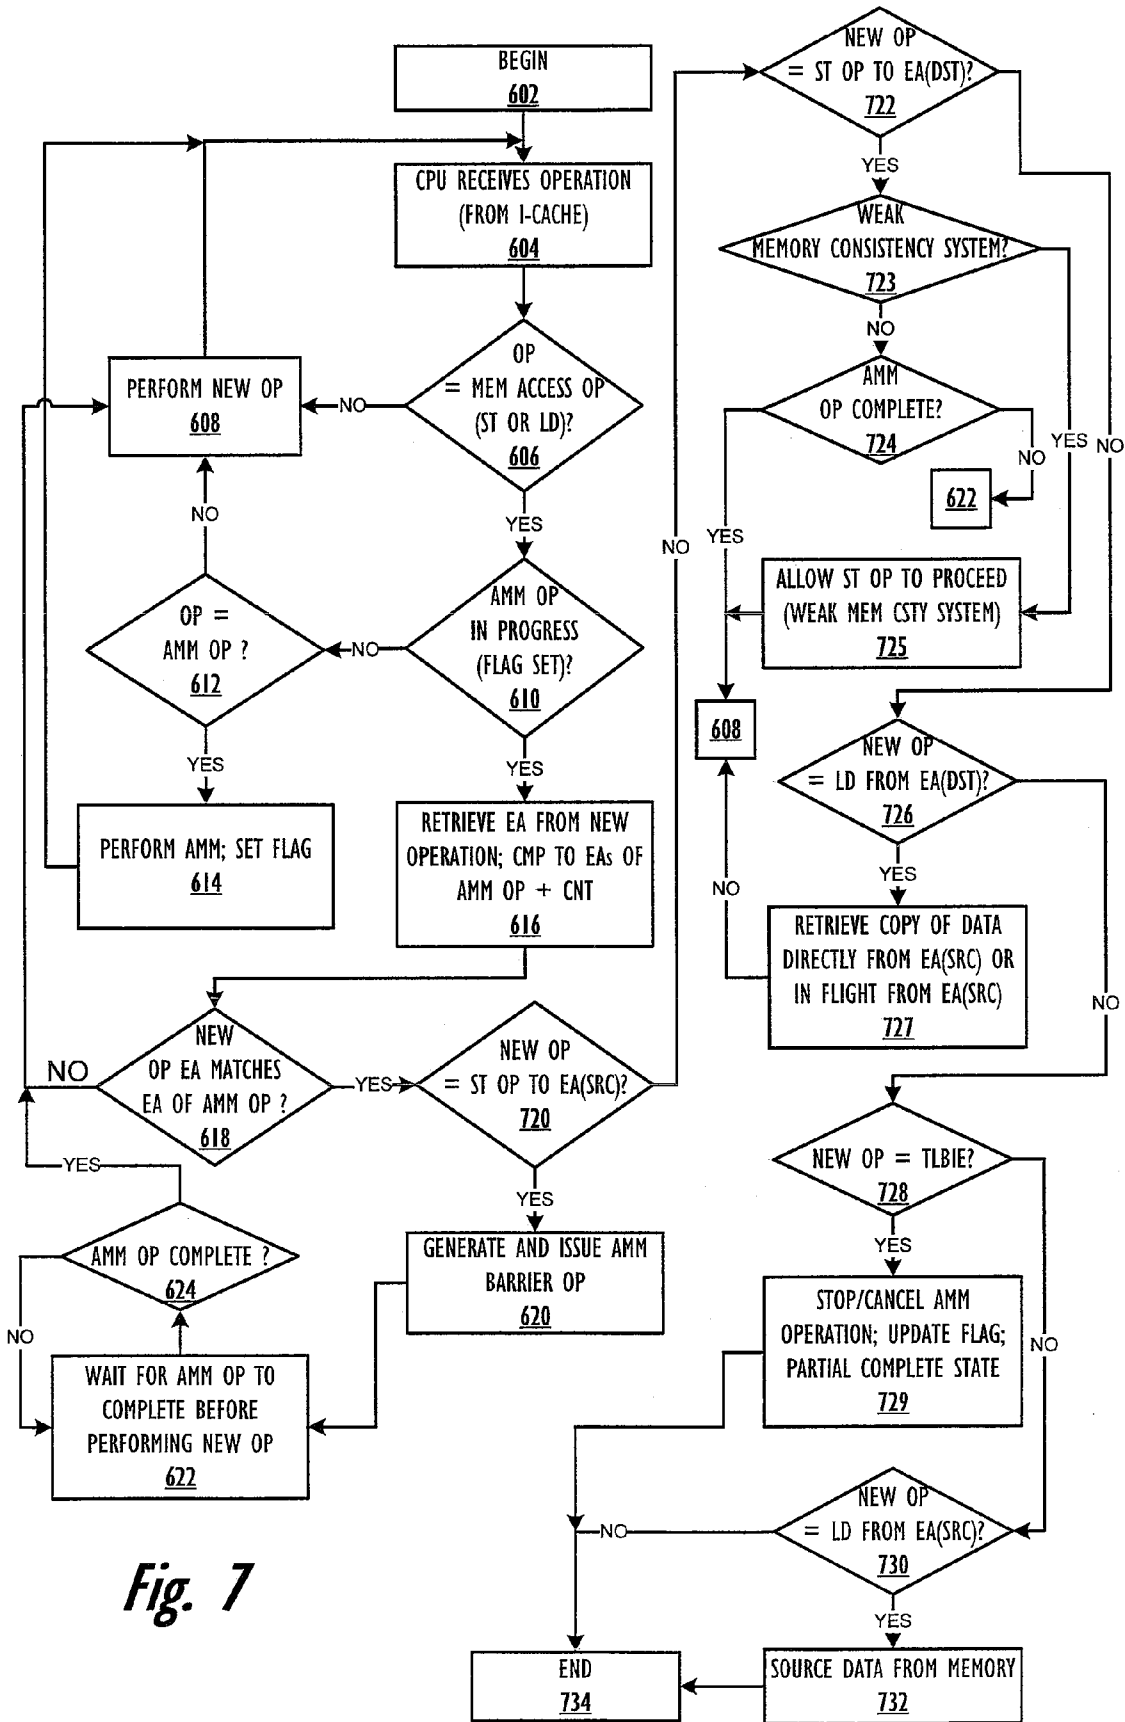 BEGIN
602
CPU RECEIVES OPERATION
(FROM I-CACHE)
604
OP
= MEM ACCESS OP
(ST OR LD)?
606
NO
PERFORM NEW OP
608
YES
AMM OP
IN PROGRESS
(FLAG SET)?
610
NO
OP =
AMM OP ?
612
NO
YES
PERFORM AMM; SET FLAG
614
YES
RETRIEVE EA FROM NEW
OPERATION; CMP TO EAs OF
AMM OP + CNT
616
NEW
OP EA MATCHES
EA OF AMM OP ?
618
NO
YES
NEW OP
= ST OP TO EA(SRC)?
720
NO
YES
GENERATE AND ISSUE AMM
BARRIER OP
620
WAIT FOR AMM OP TO
COMPLETE BEFORE
PERFORMING NEW OP
622
AMM OP COMPLETE ?
624
YES
NO
NEW OP
= ST OP TO EA(DST)?
722
YES
NO
WEAK
MEMORY CONSISTENCY SYSTEM?
723
NO
YES
AMM
OP COMPLETE?
724
NO
622
YES
ALLOW ST OP TO PROCEED
(WEAK MEM CSTY SYSTEM)
725
608
NEW OP
= LD FROM EA(DST)?
726
YES
NO
RETRIEVE COPY OF DATA
DIRECTLY FROM EA(SRC) OR
IN FLIGHT FROM EA(SRC)
727
NO
NEW OP = TLBIE?
728
YES
NO
STOP/CANCEL AMM
OPERATION; UPDATE FLAG;
PARTIAL COMPLETE STATE
729
NEW OP
= LD FROM EA(SRC)?
730
NO
YES
SOURCE DATA FROM MEMORY
732
END
734
Fig. 7